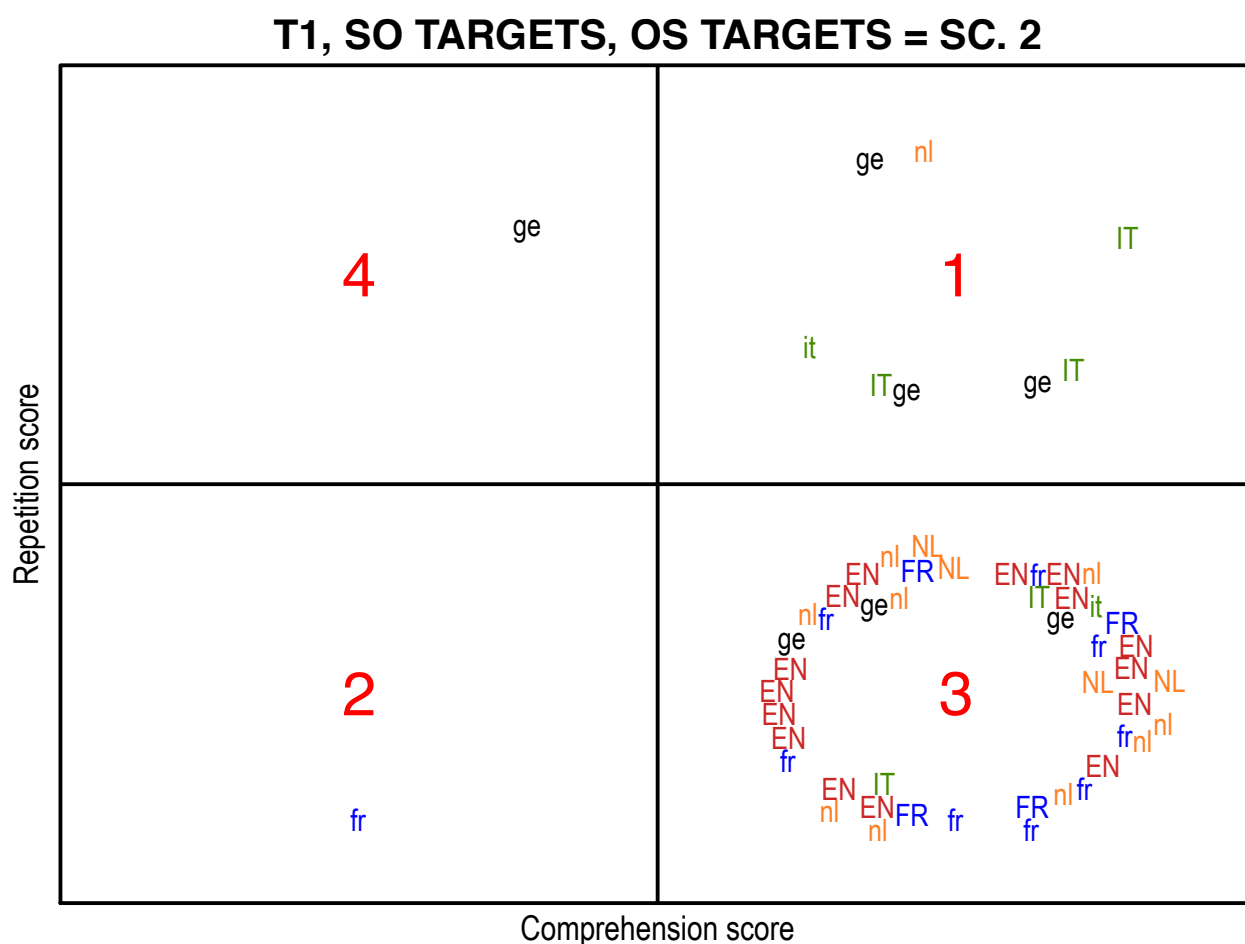 T1, SO TARGETS, OS TARGETS = SC. 2
ge nl
ge IT
4 1
it
IT ge ge IT
Repetition score
nl NL
EN FR NL EN fr EN nl
EN ge nl IT EN it
nl fr ge FR
ge fr EN
EN EN
EN NL NL
2 3
EN EN
EN nl
fr fr nl
EN
EN IT fr
nl EN FR FR nl
fr fr
nl fr
Comprehension score